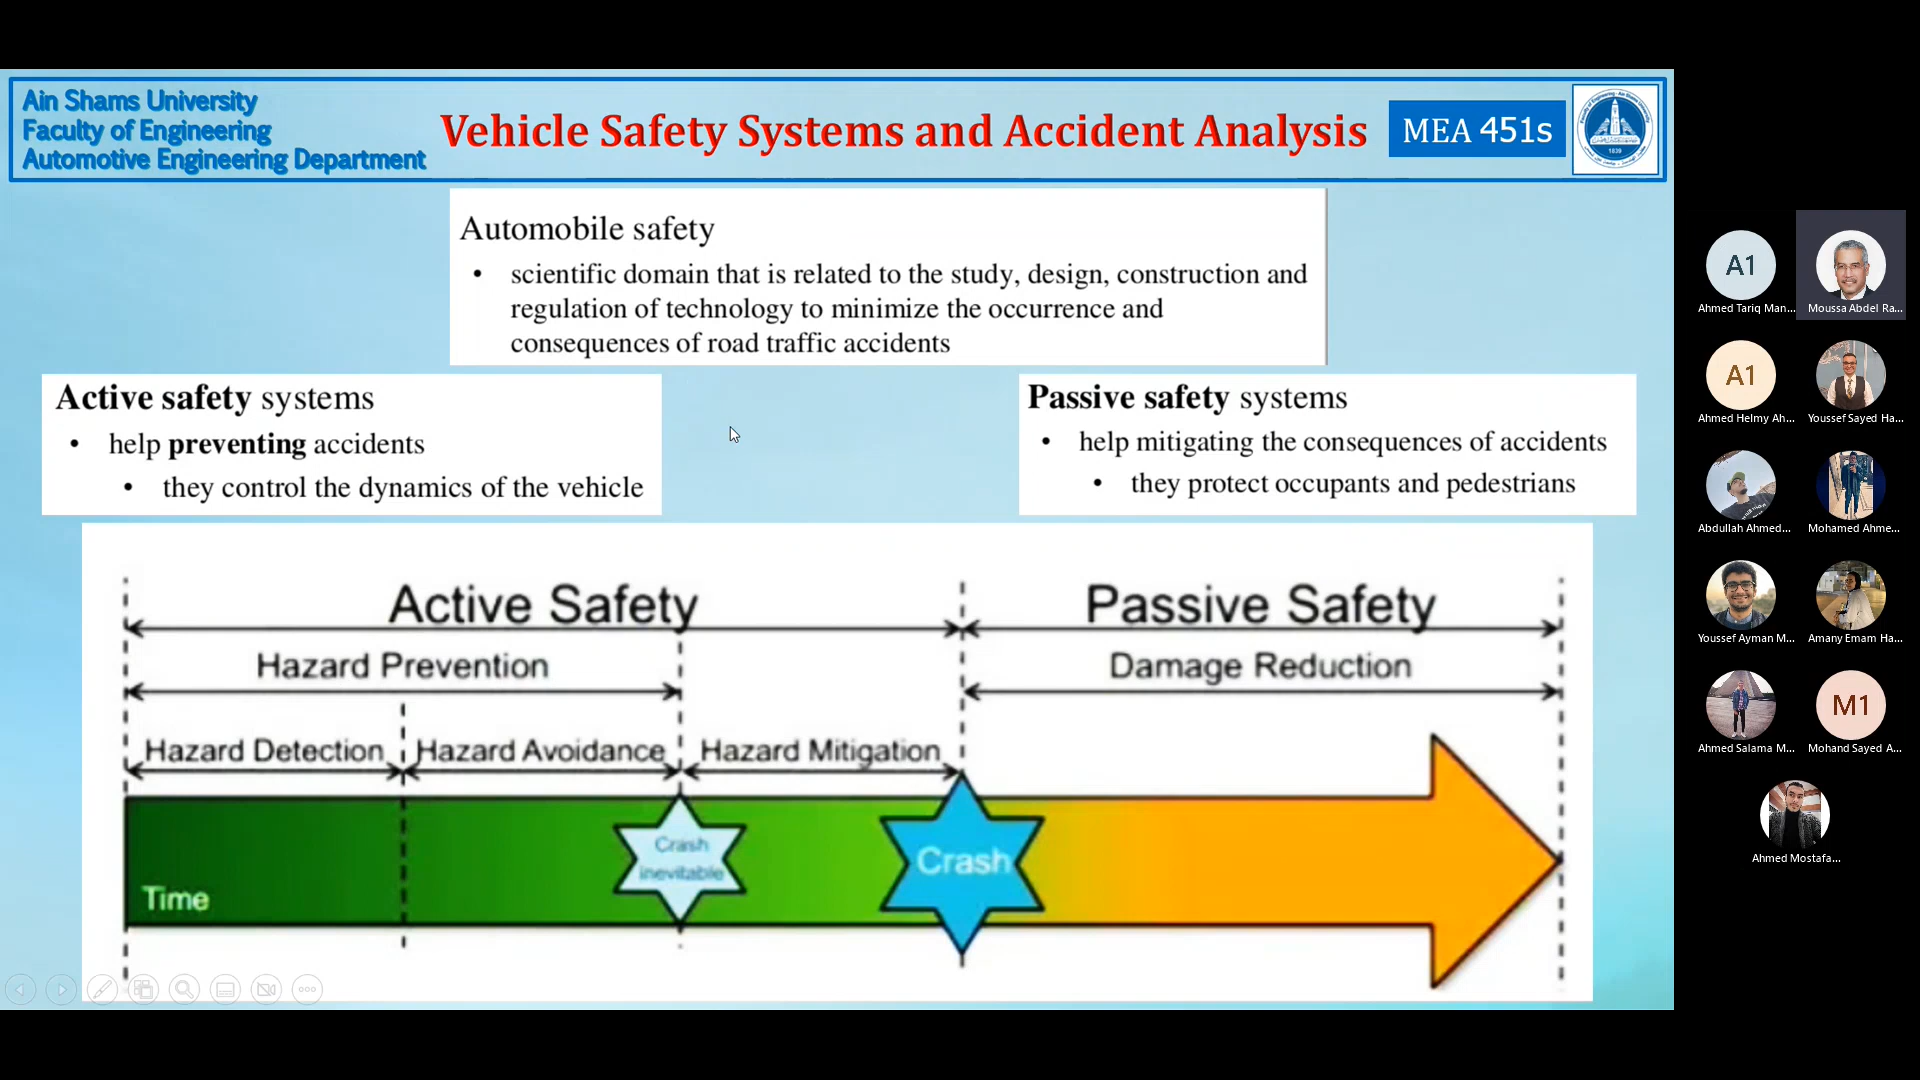 Ain Shams University
Faculty of Engineering
Automotive Engineering Department
Vehicle Safety Systems and Accident Analysis
MEA 451s
1839
Automobile safety
• scientific domain that is related to the study, design, construction and
regulation of technology to minimize the occurrence and
consequences of road traffic accidents
Active safety systems
• help preventing accidents
• they control the dynamics of the vehicle
Passive safety systems
• help mitigating the consequences of accidents
• they protect occupants and pedestrians
Active Safety
Passive Safety
Hazard Prevention
Damage Reduction
Hazard Detection
Hazard Avoidance
Hazard Mitigation
Crash
inevitable
Crash
Time
A1
Ahmed Tariq Man...
Moussa Abdel Ra...
A1
Ahmed Helmy Ah...
Youssef Sayed Ha...
Abdullah Ahmed...
Mohamed Ahme...
Youssef Ayman M...
Amany Emam Ha...
Ahmed Salama M...
M1
Mohand Sayed A...
Ahmed Mostafa...